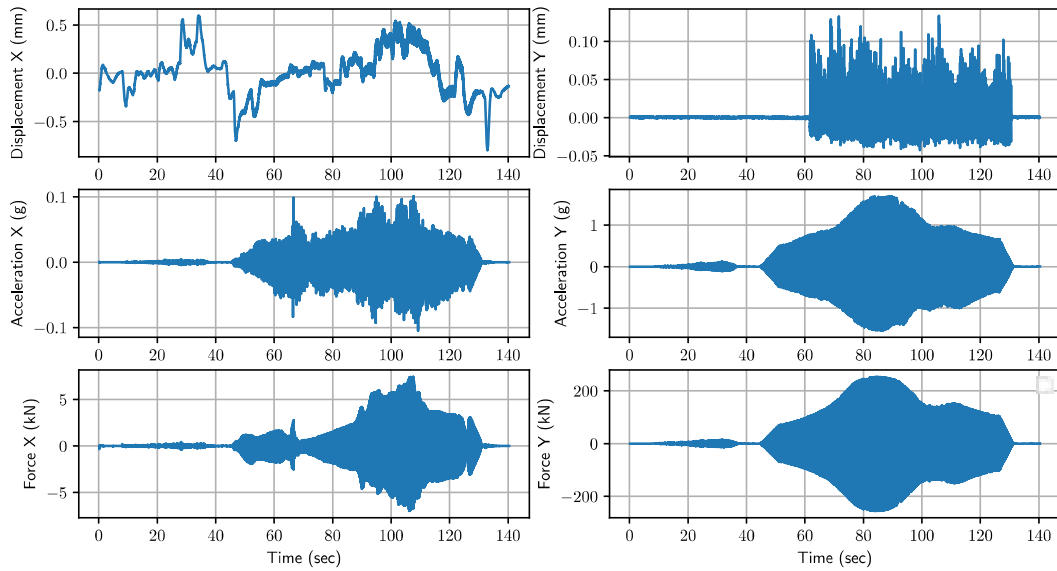 Displacement X (mm)
0.5
0.0
−0.5
0 20 40 60 80 100 120 140
Displacement Y (mm)
0.10
0.05
0.00
−0.05
0 20 40 60 80 100 120 140
Acceleration X (g)
0.1
0.0
−0.1
0 20 40 60 80 100 120 140
Acceleration Y (g)
1
0
−1
0 20 40 60 80 100 120 140
Force X (kN)
5
0
−5
0 20 40 60 80 100 120 140
Time (sec)
Force Y (kN)
200
0
−200
0 20 40 60 80 100 120 140
Time (sec)